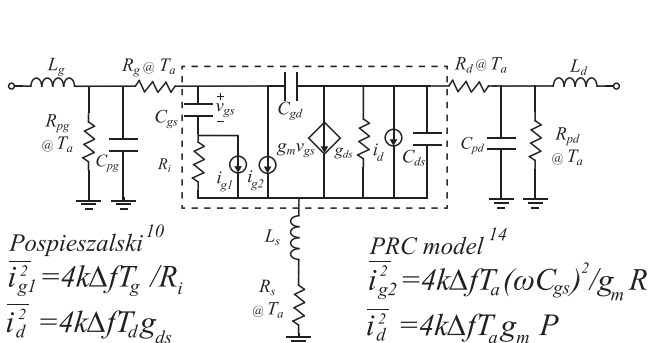 L_g
R_g @ T_a
R_d @ T_a
L_d
R_pg
@ T_a
C_pg
C_gs
+
v_gs
−
R_i
i_g1
i_g2
C_gd
g_m v_gs
g_ds
i_d
C_ds
C_pd
R_pd
@ T_a
L_s
R_s
@ T_a
Pospieszalski^10
i_g1^2 =4kΔfT_g /R_i
i_d^2 =4kΔfT_d g_ds
PRC model^14
i_g2^2 =4kΔfT_a (ωC_gs)^2/g_m R
i_d^2 =4kΔfT_a g_m P